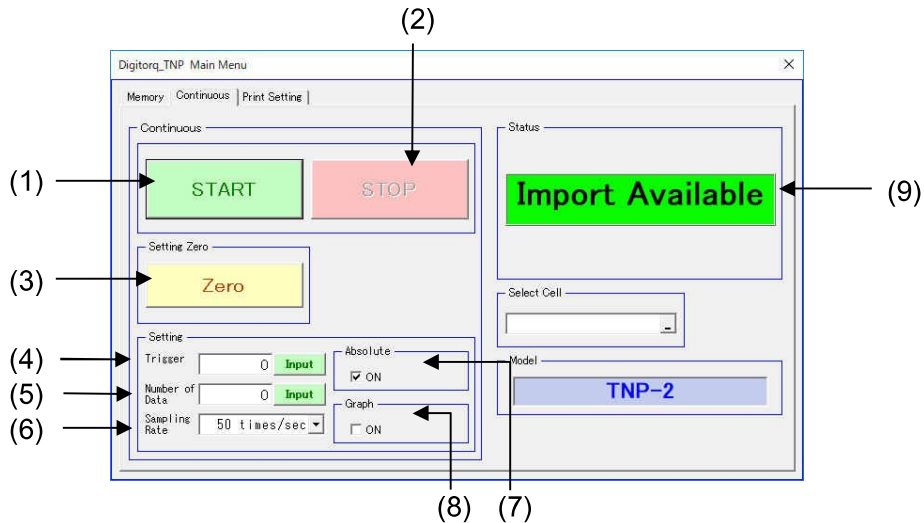 (2)
Digitorq_TNP Main Menu
Memory Continuous Print Setting
Continuous
Status
(1)
START
STOP
Import Available
(9)
Setting Zero
(3)
Zero
Select Cell
Setting
(4)
Trigger 0 Input
Absolute
ON
Model
TNP-2
(5)
Number of
Data
0 Input
Graph
ON
(6)
Sampling
Rate
50 times/sec
(8) (7)